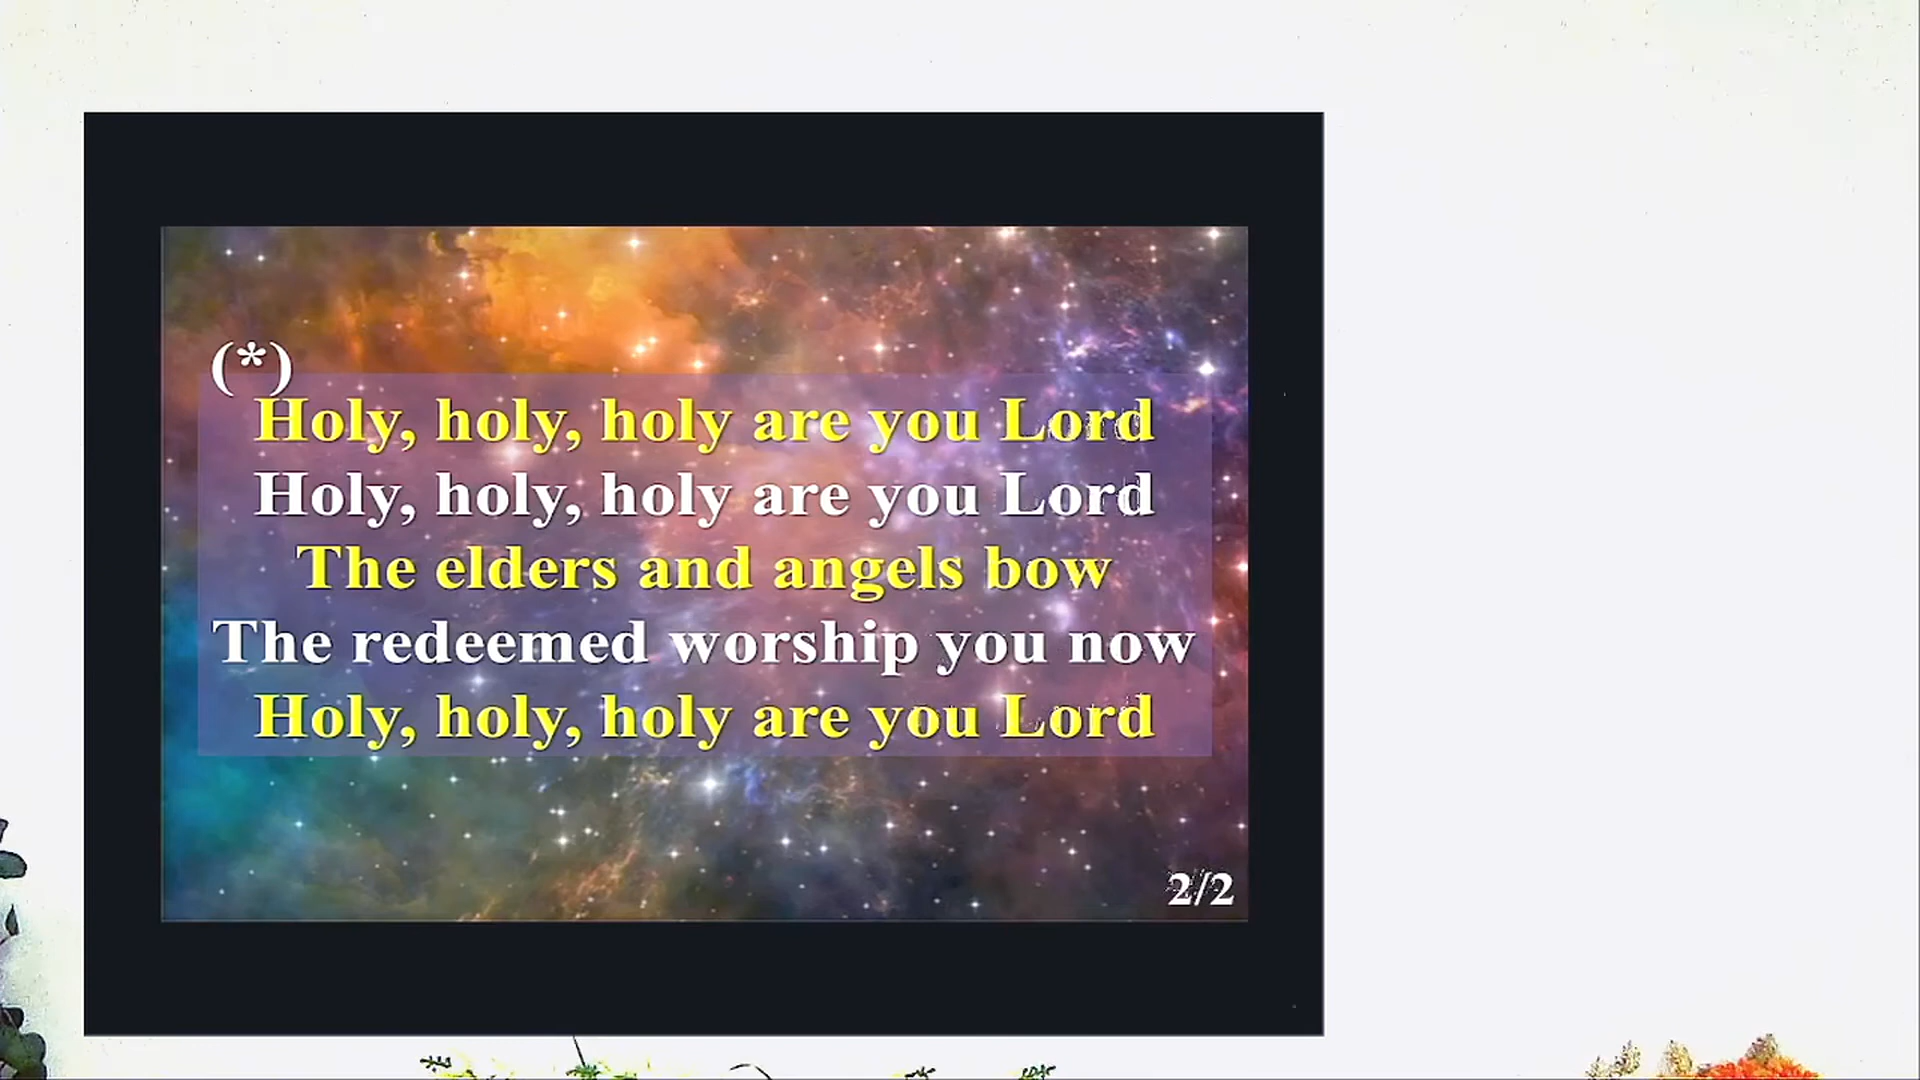 (*)
Holy, holy, holy are you Lord
Holy, holy, holy are you Lord
The elders and angels bow
The redeemed worship you now
Holy, holy, holy are you Lord
2/2